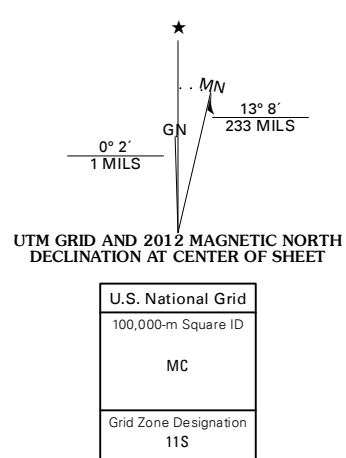 ★
MN
GN
13° 8´
233 MILS
0° 2´
1 MILS
UTM GRID AND 2012 MAGNETIC NORTH
DECLINATION AT CENTER OF SHEET
U.S. National Grid
100,000-m Square ID
MC
Grid Zone Designation
11S